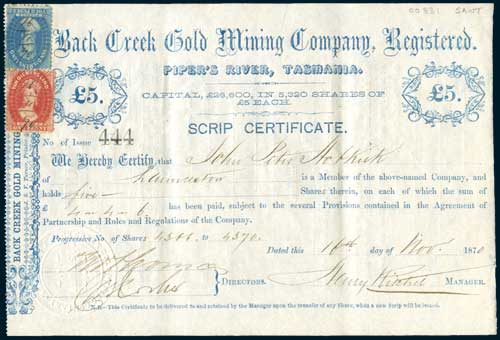 00831 SANT
Back Creek Gold Mining Company, Registered.
PIPER'S RIVER, TASMANIA.
£5. £5.
CAPITAL, £26,600, IN 5,320 SHARES OF
£5 EACH.
SCRIP CERTIFICATE.
No of Issue 444
We Hereby Certify, that John
of Launceston is a Member of the above-named Company, and
holds five Shares therein, on each of which the sum of
£ has been paid, subject to the several Provisions contained in the Agreement of
Partnership and Rules and Regulations of the Company.
Progressive No of Shares 4366 to 4370.
Dated this 16th day of Nov. 1870
DIRECTORS. Henry MANAGER.
N.B.—This Certificate to be delivered to and retained by the Manager upon the transfer of any Share, when a new Scrip will be issued.
BACK CREEK GOLD MINING